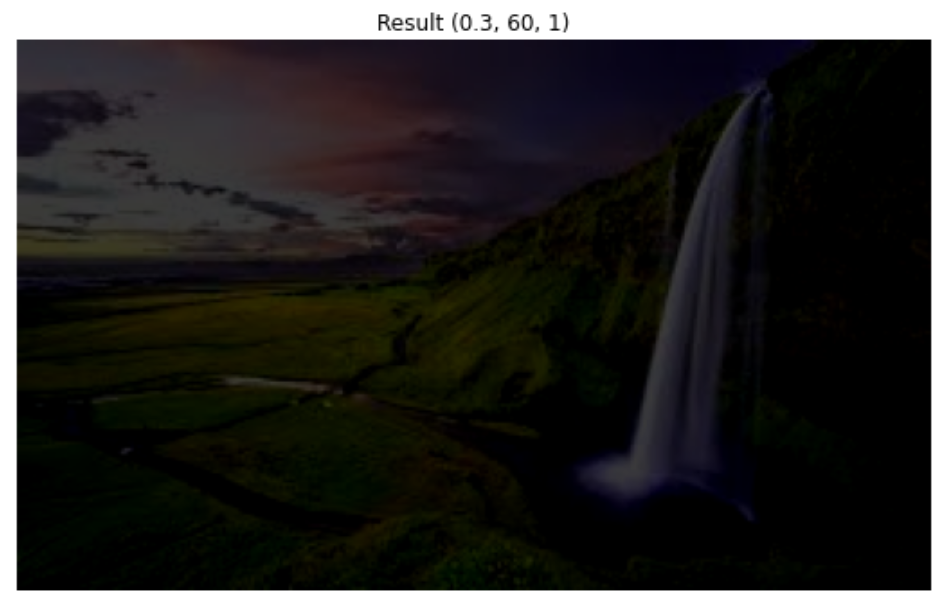 Result (0.3, 60, 1)